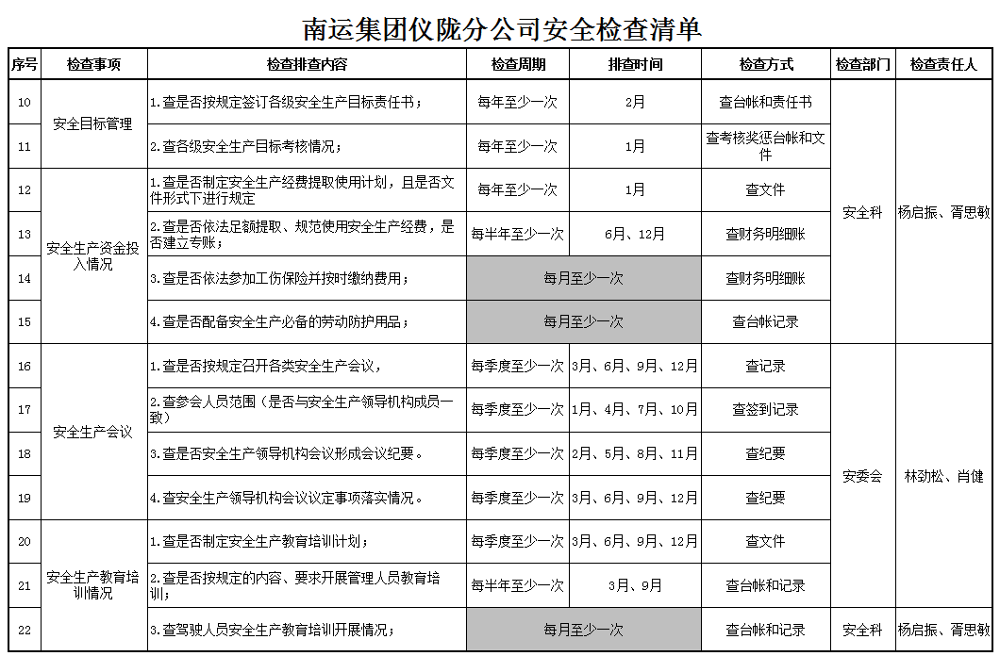 南运集团仪陇分公司安全检查清单
序号 检查事项 检查排查内容 检查周期 排查时间 检查方式 检查部门 检查责任人
10 安全目标管理 1.查是否按规定签订各级安全生产目标责任书； 每年至少一次 2月 查台帐和责任书 安全科 杨启振、胥思敏
11 2.查各级安全生产目标考核情况； 每年至少一次 1月 查考核奖惩台帐和文
件
12 安全生产资金投
入情况 1.查是否制定安全生产经费提取使用计划，且是否文
件形式下进行规定 每年至少一次 1月 查文件
13 2.查是否依法足额提取、规范使用安全生产经费，是
否建立专账； 每半年至少一次 6月、12月 查财务明细账
14 3.查是否依法参加工伤保险并按时缴纳费用； 每月至少一次 查财务明细账
15 4.查是否配备安全生产必备的劳动防护用品； 每月至少一次 查台帐记录
16 安全生产会议 1.查是否按规定召开各类安全生产会议， 每季度至少一次 3月、6月、9月、12月 查记录 安委会 林劲松、肖健
17 2.查参会人员范围（是否与安全生产领导机构成员一
致） 每季度至少一次 1月、4月、7月、10月 查签到记录
18 3.查是否安全生产领导机构会议形成会议纪要。 每季度至少一次 2月、5月、8月、11月 查纪要
19 4.查安全生产领导机构会议议定事项落实情况。 每季度至少一次 3月、6月、9月、12月 查纪要
20 安全生产教育培
训情况 1.查是否制定安全生产教育培训计划； 每季度至少一次 3月、6月、9月、12月 查文件
21 2.查是否按规定的内容、要求开展管理人员教育培
训； 每半年至少一次 3月、9月 查台帐和记录
22 3.查驾驶人员安全生产教育培训开展情况； 每月至少一次 查台帐和记录 安全科 杨启振、胥思敏